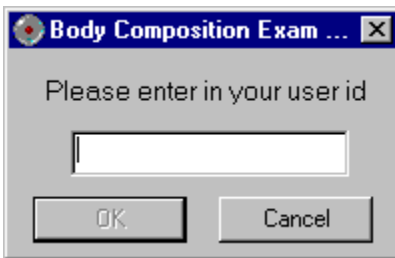 Body Composition Exam ...
Please enter in your user id
OK
Cancel